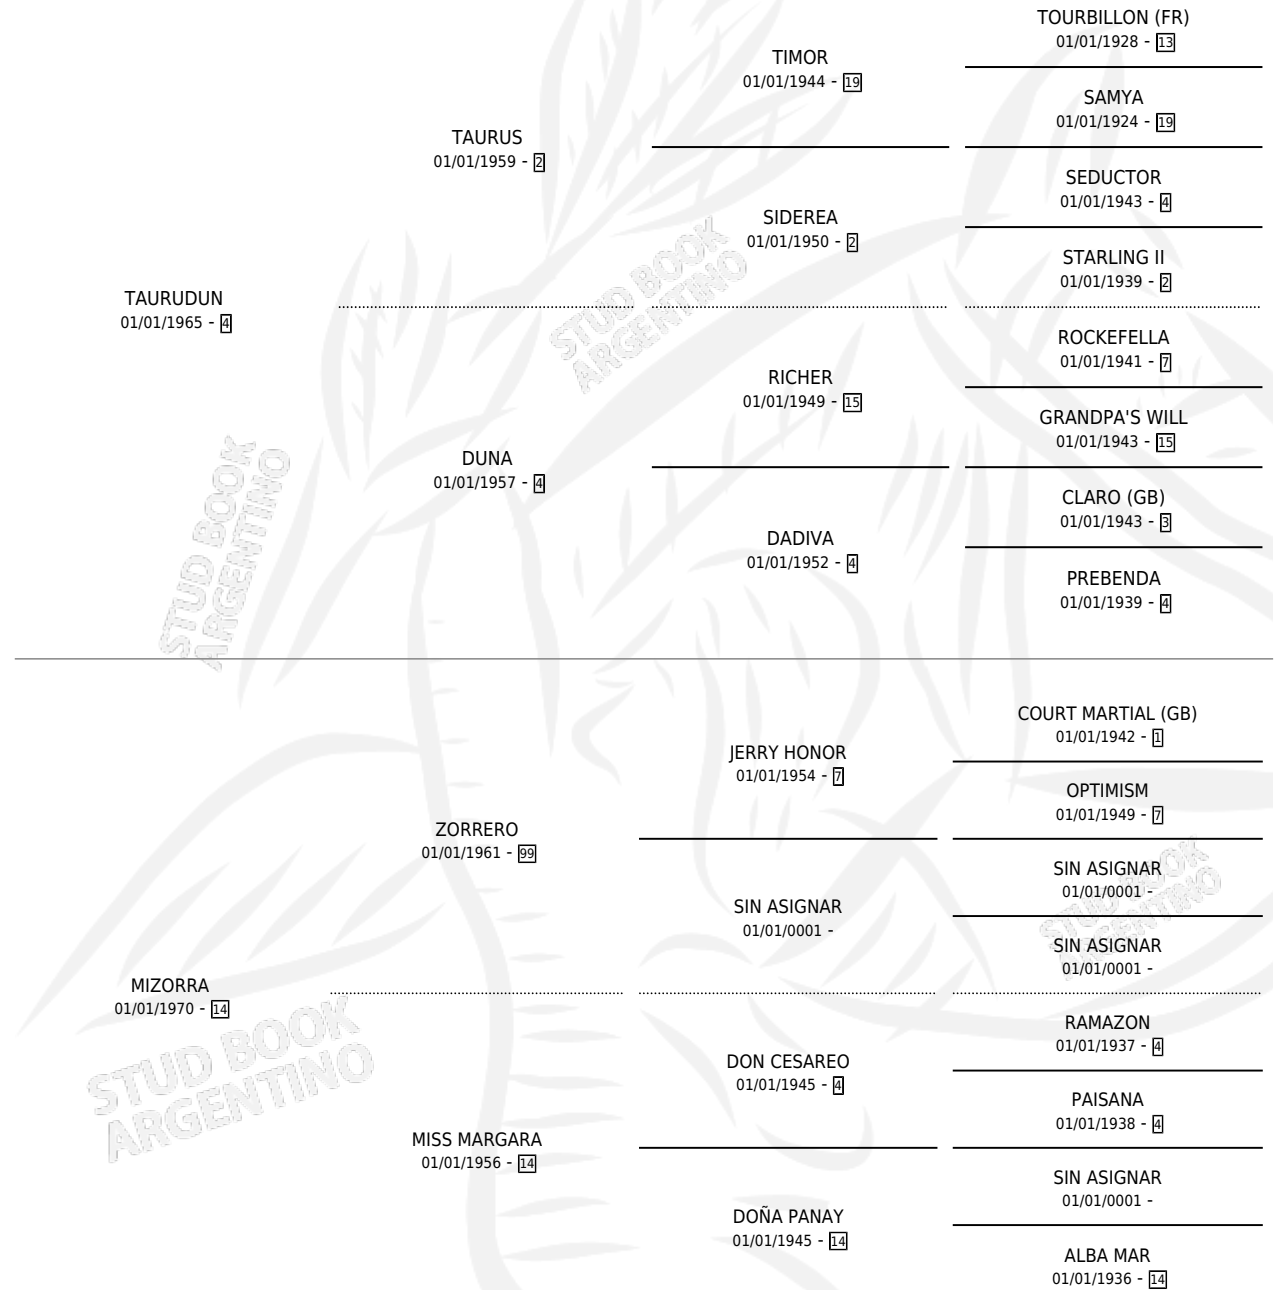 TOURBILLON (FR)
01/01/1928 - 13
TIMOR
01/01/1944 - 19
SAMYA
01/01/1924 - 19
TAURUS
01/01/1959 - 2
SEDUCTOR
01/01/1943 - 4
SIDEREA
01/01/1950 - 2
STARLING II
01/01/1939 - 2
TAURUDUN
01/01/1965 - 4
ROCKEFELLA
01/01/1941 - 7
RICHER
01/01/1949 - 15
GRANDPA'S WILL
01/01/1943 - 15
DUNA
01/01/1957 - 4
CLARO (GB)
01/01/1943 - 3
DADIVA
01/01/1952 - 4
PREBENDA
01/01/1939 - 4
STUD BOOK
ARGENTINO
STUD BOOK
ARGENTINO
COURT MARTIAL (GB)
01/01/1942 - 1
JERRY HONOR
01/01/1954 - 7
OPTIMISM
01/01/1949 - 7
ZORRERO
01/01/1961 - 99
SIN ASIGNAR
01/01/0001 -
SIN ASIGNAR
01/01/0001 -
SIN ASIGNAR
01/01/0001 -
STUD BOOK
ARGENTINO
MIZORRA
01/01/1970 - 14
RAMAZON
01/01/1937 - 4
DON CESAREO
01/01/1945 - 4
PAISANA
01/01/1938 - 4
STUD BOOK
ARGENTINO
MISS MARGARA
01/01/1956 - 14
SIN ASIGNAR
01/01/0001 -
DOÑA PANAY
01/01/1945 - 14
ALBA MAR
01/01/1936 - 14